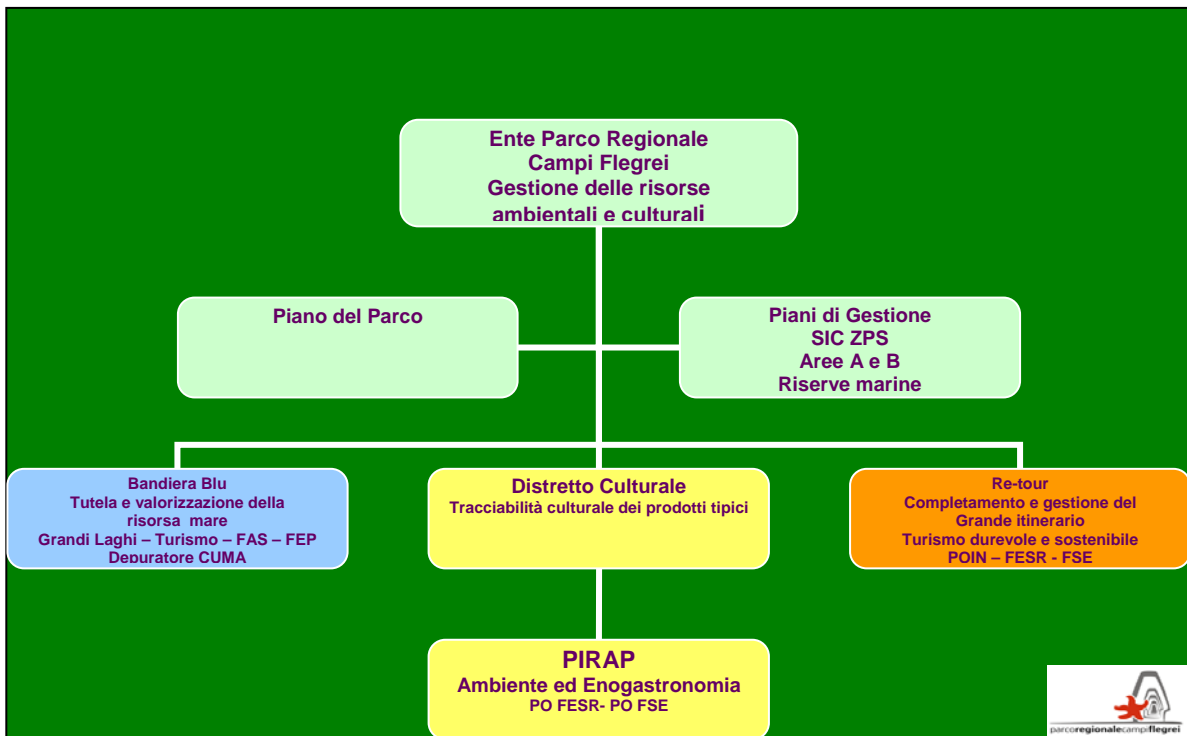 Ente Parco Regionale
Campi Flegrei
Gestione delle risorse
ambientali e culturali
Piano del Parco
Piani di Gestione
SIC ZPS
Aree A e B
Riserve marine
Bandiera Blu
Tutela e valorizzazione della
risorsa mare
Grandi Laghi – Turismo – FAS – FEP
Depuratore CUMA
Distretto Culturale
Tracciabilità culturale dei prodotti tipici
Re-tour
Completamento e gestione del
Grande itinerario
Turismo durevole e sostenibile
POIN – FESR - FSE
PIRAP
Ambiente ed Enogastronomia
PO FESR- PO FSE
parcoregionalecampiflegrei